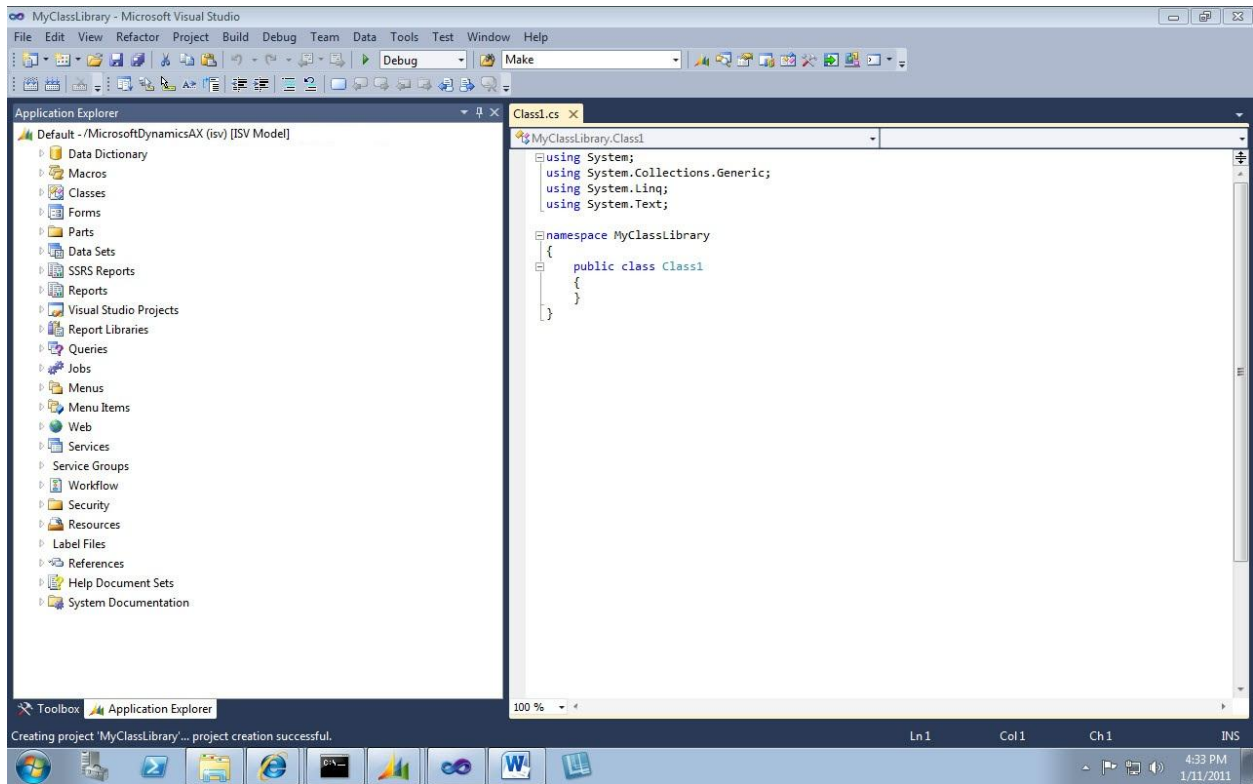 MyClassLibrary - Microsoft Visual Studio
File Edit View Refactor Project Build Debug Team Data Tools Test Window Help
Debug Make
Application Explorer
Default - /MicrosoftDynamicsAX (isv) [ISV Model]
Data Dictionary
Macros
Classes
Forms
Parts
Data Sets
SSRS Reports
Reports
Visual Studio Projects
Report Libraries
Queries
Jobs
Menus
Menu Items
Web
Services
Service Groups
Workflow
Security
Resources
Label Files
References
Help Document Sets
System Documentation
Toolbox Application Explorer
Class1.cs
MyClassLibrary.Class1
using System;
using System.Collections.Generic;
using System.Linq;
using System.Text;
namespace MyClassLibrary
{
public class Class1
{
}
}
100 %
Creating project 'MyClassLibrary'... project creation successful. Ln 1 Col 1 Ch 1 INS
4:33 PM
1/11/2011